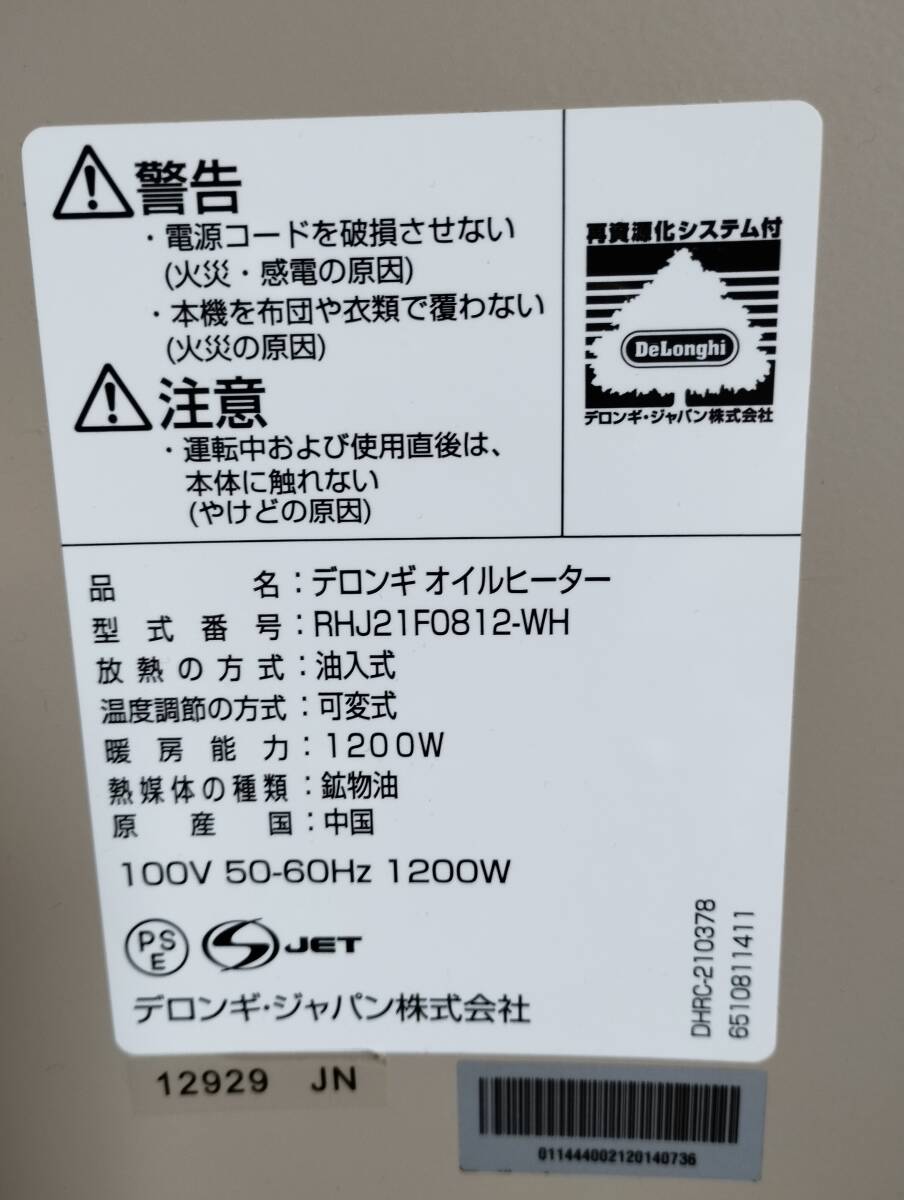 警告
・電源コードを破損させない
(火災・感電の原因)
・本機を布団や衣類で覆わない
(火災の原因)
注意
・運転中および使用直後は、
本体に触れない
(やけどの原因)
再資源化システム付
DeLonghi
デロンギ・ジャパン株式会社
品名：デロンギ オイルヒーター
型式番号：RHJ21F0812-WH
放熱の方式：油入式
温度調節の方式：可変式
暖房能力：1200W
熱媒体の種類：鉱物油
原産国：中国
100V 50-60Hz 1200W
PSE
JET
デロンギ・ジャパン株式会社
DHRC-210378
6510811411
12929 JN
011444002120140736